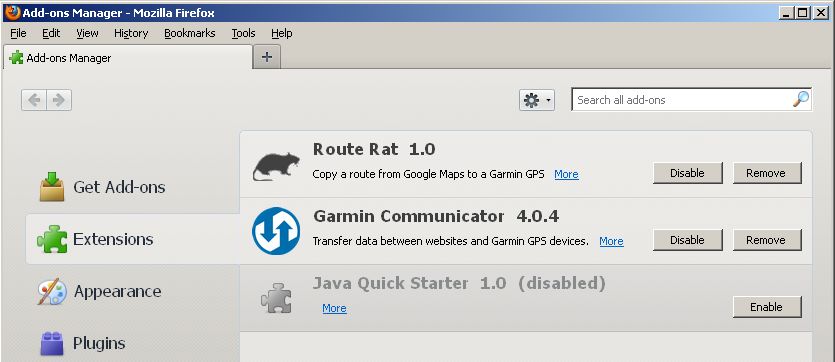 Add-ons Manager - Mozilla Firefox
File Edit View History Bookmarks Tools Help
Add-ons Manager
Search all add-ons
Get Add-ons
Extensions
Appearance
Plugins
Route Rat 1.0
Copy a route from Google Maps to a Garmin GPS More
Disable Remove
Garmin Communicator 4.0.4
Transfer data between websites and Garmin GPS devices. More
Disable Remove
Java Quick Starter 1.0 (disabled)
More
Enable